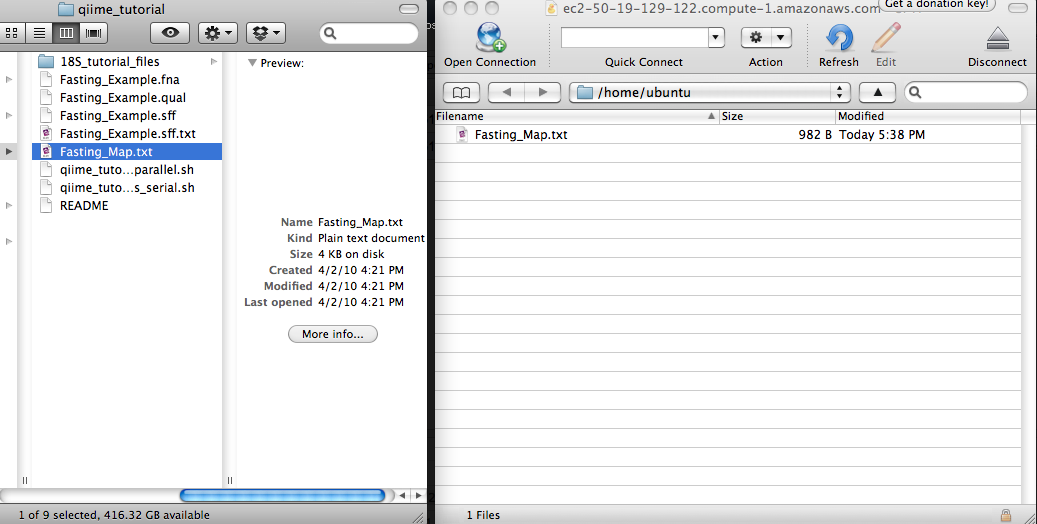 qiime_tutorial
18S_tutorial_files
Fasting_Example.fna
Fasting_Example.qual
Fasting_Example.sff
Fasting_Example.sff.txt
Fasting_Map.txt
qiime_tuto...parallel.sh
qiime_tuto...s_serial.sh
README
Preview:
Name Fasting_Map.txt
Kind Plain text document
Size 4 KB on disk
Created 4/2/10 4:21 PM
Modified 4/2/10 4:21 PM
Last opened 4/2/10 4:21 PM
More info...
1 of 9 selected, 416.32 GB available
ec2-50-19-129-122.compute-1.amazonaws.com
Get a donation key!
Open Connection
Quick Connect
Action
Refresh
Edit
Disconnect
/home/ubuntu
Filename Size Modified
Fasting_Map.txt 982 B Today 5:38 PM
1 Files